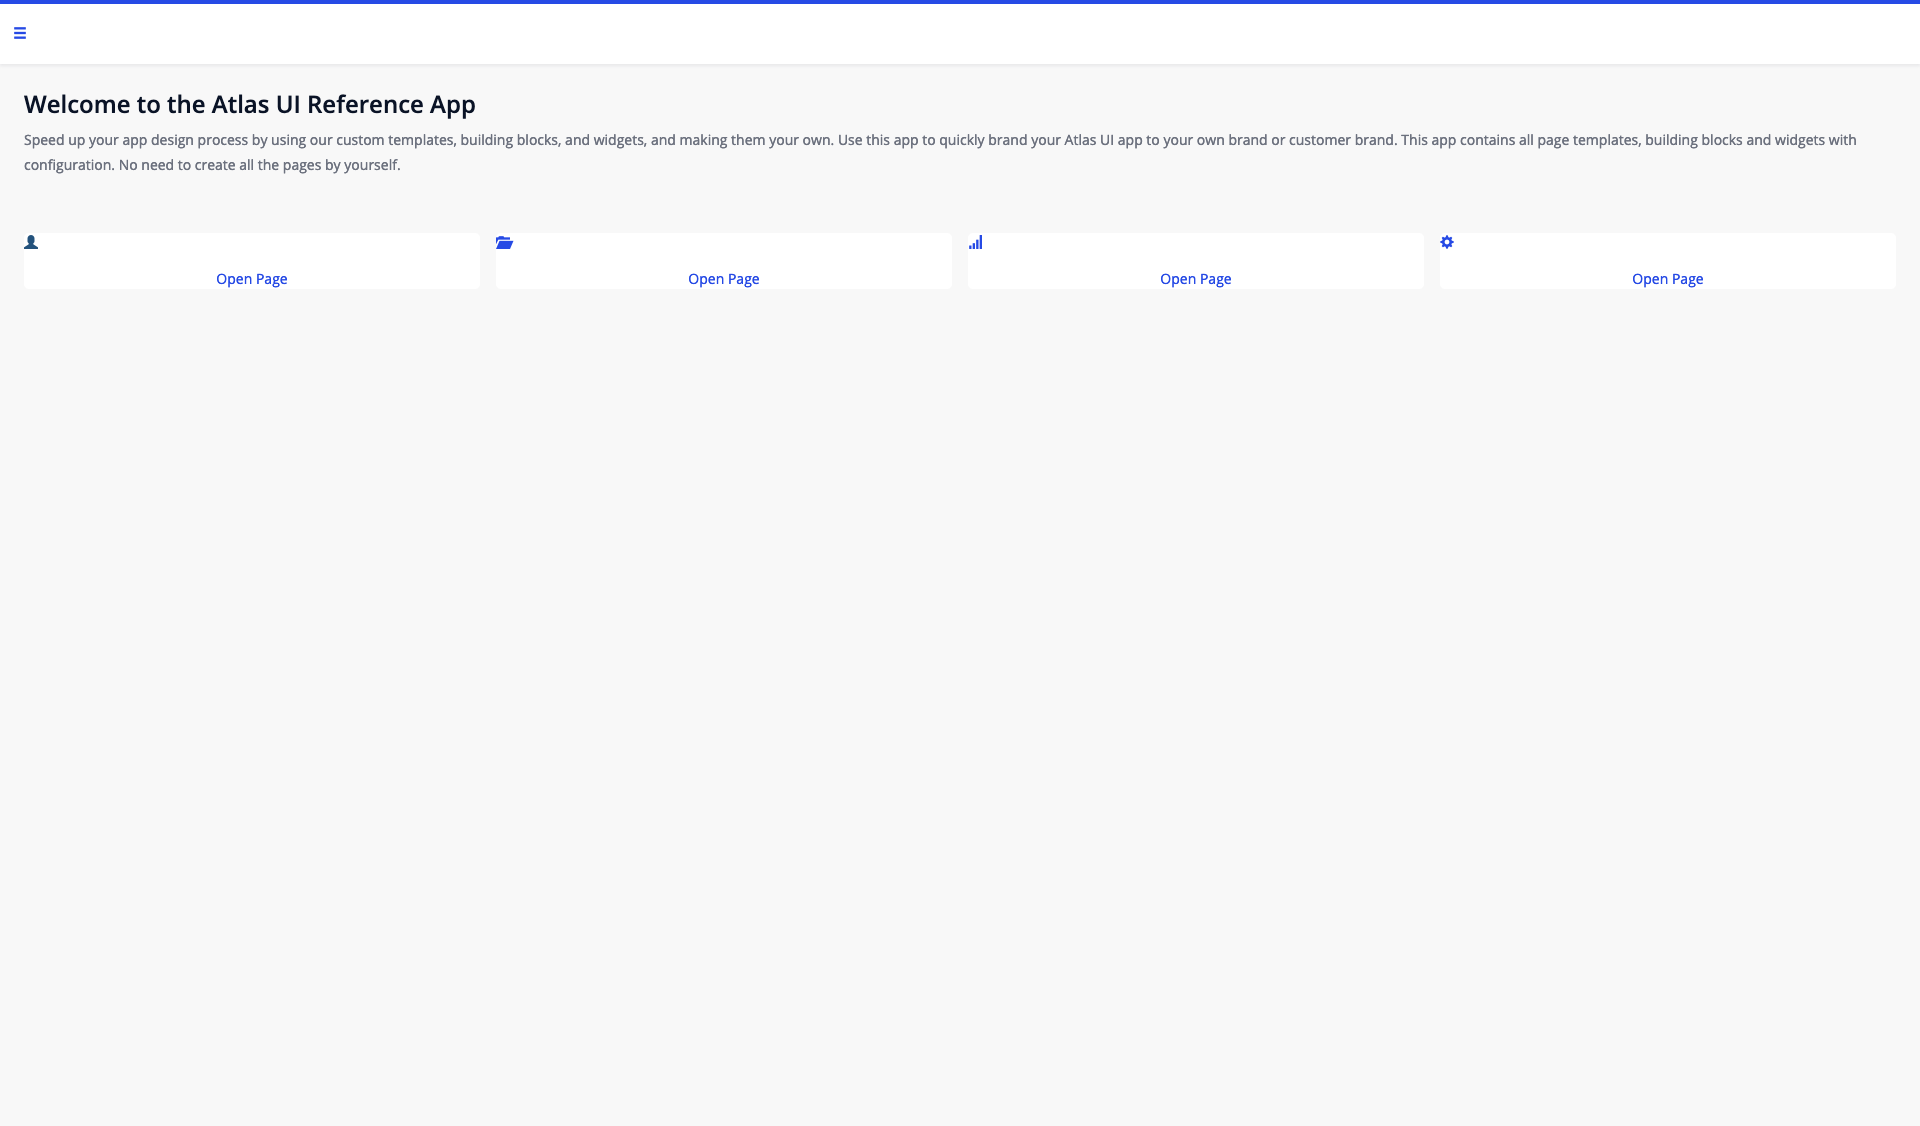 Welcome to the Atlas UI Reference App
Speed up your app design process by using our custom templates, building blocks, and widgets, and making them your own. Use this app to quickly brand your Atlas UI app to your own brand or customer brand. This app contains all page templates, building blocks and widgets with
configuration. No need to create all the pages by yourself.
Open Page
Open Page
Open Page
Open Page